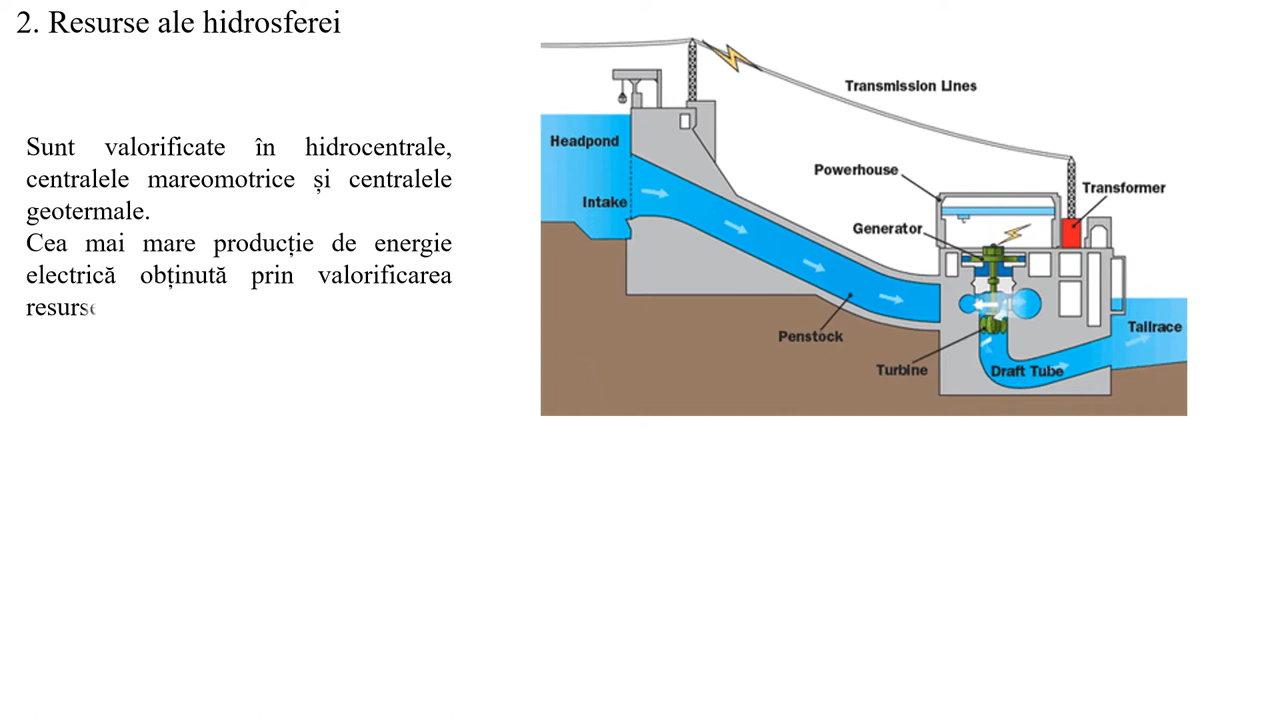 2. Resurse ale hidrosferei
Sunt valorificate în hidrocentrale,
centralele mareomotrice și centralele
geotermale.
Cea mai mare producție de energie
electrică obținută prin valorificarea
Transmission Lines
Headpond
Powerhouse
Transformer
Intake
Generator
Tailrace
Penstock
Turbine
Draft Tube